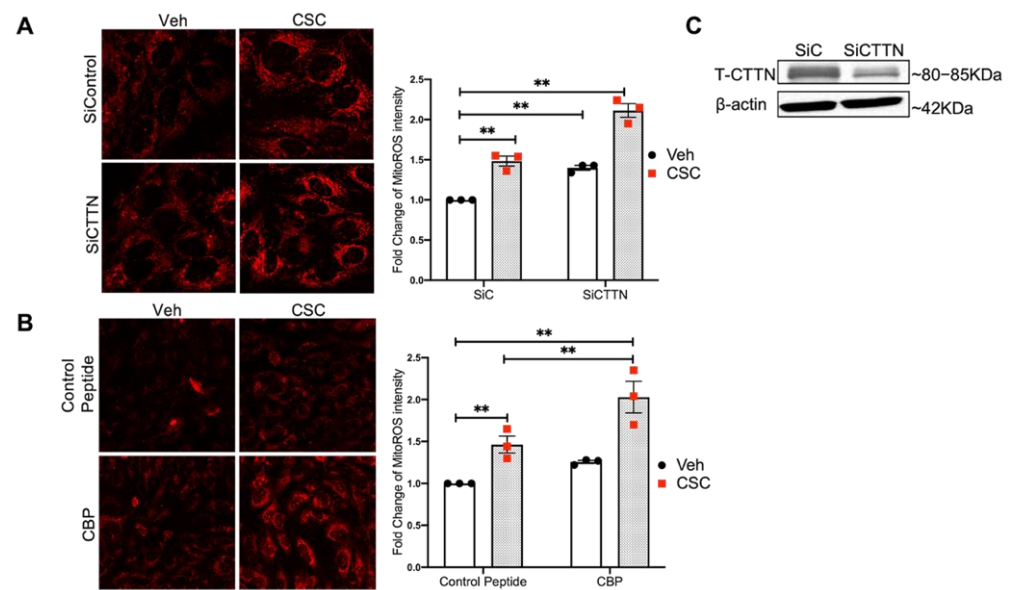 A
Veh CSC
SiControl
SiCTTN
Fold Change of MitoROS intensity
2.5
2.0
1.5
1.0
0.5
0.0
**
**
**
SiC SiCTTN
Veh
CSC
C
SiC SiCTTN
T-CTTN ~80-85KDa
β-actin ~42KDa
B
Veh CSC
Control
Peptide
CBP
Fold Change of MitoROS intensity
2.5
2.0
1.5
1.0
0.5
0.0
**
**
**
Control Peptide CBP
Veh
CSC